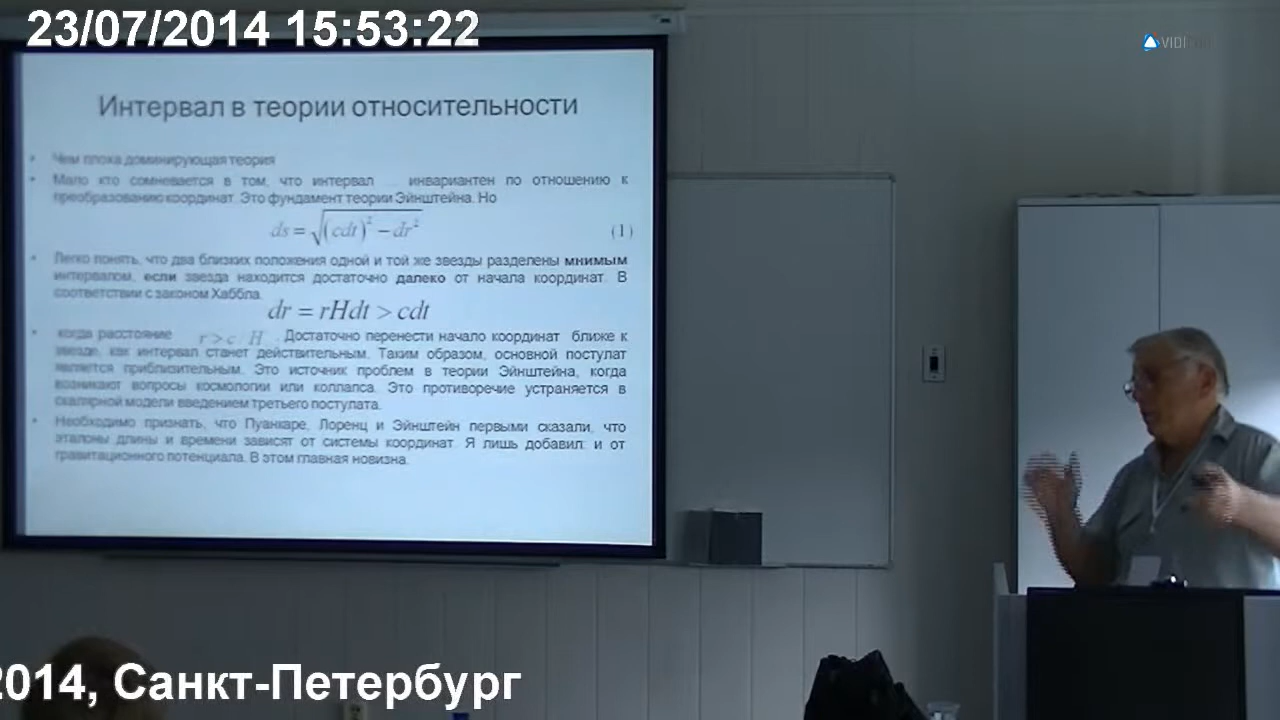 23/07/2014 15:53:22
VIDI
Интервал в теории относительности
• Чем плоха доминирующая теория
• Мало кто сомневается в том, что интервал инвариантен по отношению к
преобразованию координат. Это фундамент теории Эйнштейна. Но
ds = √(cdt)² − dr² (1)
• Легко понять, что два близких положения одной и той же звезды разделены мнимым
интервалом, если звезда находится достаточно далеко от начала координат. В
соответствии с законом Хаббла
dr = rHdt > cdt
• когда расстояние r > c / H . Достаточно перенести начало координат ближе к
звезде, как интервал станет действительным. Таким образом, основной постулат
является приблизительным. Это источник проблем в теории Эйнштейна, когда
возникают вопросы космологии или коллапса. Это противоречие устраняется в
скалярной модели введением третьего постулата.
• Необходимо признать, что Пуанкаре, Лоренц и Эйнштейн первыми сказали, что
эталоны длины и времени зависят от системы координат. Я лишь добавил: и от
гравитационного потенциала. В этом главная новизна.
2014, Санкт-Петербург